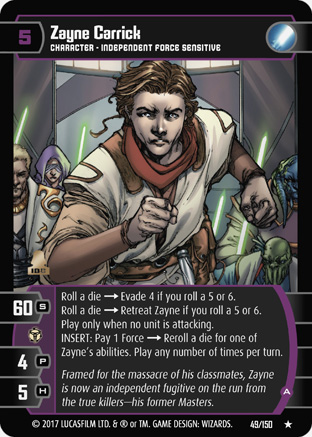 5
Zayne Carrick
CHARACTER - INDEPENDENT FORCE SENSITIVE
60 S
Roll a die → Evade 4 if you roll a 5 or 6.
Roll a die → Retreat Zayne if you roll a 5 or 6.
Play only when no unit is attacking.
INSERT: Pay 1 Force → Reroll a die for one of
Zayne's abilities. Play any number of times per turn.
4 P
5 H
Framed for the massacre of his classmates, Zayne
is now an independent fugitive on the run from
the true killers—his former Masters.
A
© 2017 LUCASFILM LTD. & ® or TM. GAME DESIGN: WIZARDS.
49/150